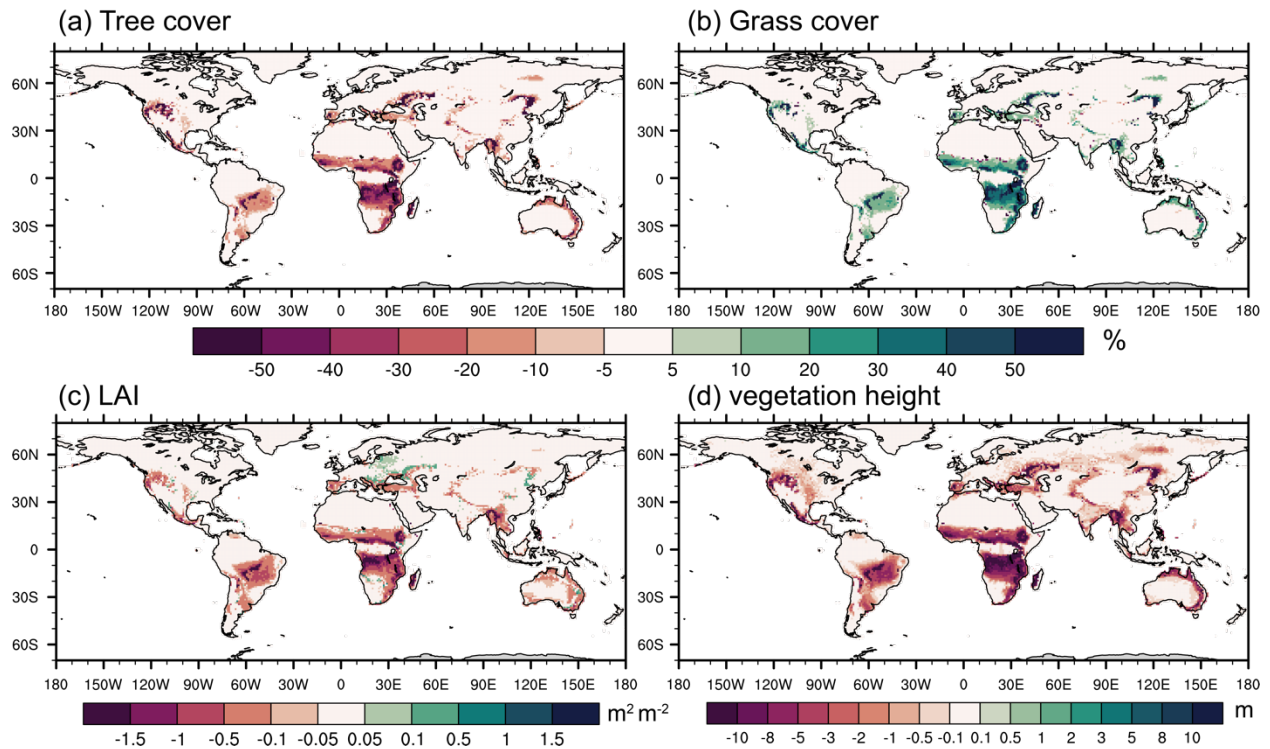 (a) Tree cover
(b) Grass cover
60N
30N
0
30S
60S
180 150W 120W 90W 60W 30W 0 30E 60E 90E 120E 150E 180
60N
30N
0
30S
60S
180 150W 120W 90W 60W 30W 0 30E 60E 90E 120E 150E 180
-50 -40 -30 -20 -10 -5 5 10 20 30 40 50 %
(c) LAI
(d) vegetation height
60N
30N
0
30S
60S
180 150W 120W 90W 60W 30W 0 30E 60E 90E 120E 150E 180
60N
30N
0
30S
60S
180 150W 120W 90W 60W 30W 0 30E 60E 90E 120E 150E 180
-1.5 -1 -0.5 -0.1 -0.05 0.05 0.1 0.5 1 1.5 m² m⁻²
-10 -8 -5 -3 -2 -1 -0.5 -0.1 0.1 0.5 1 2 3 5 8 10 m